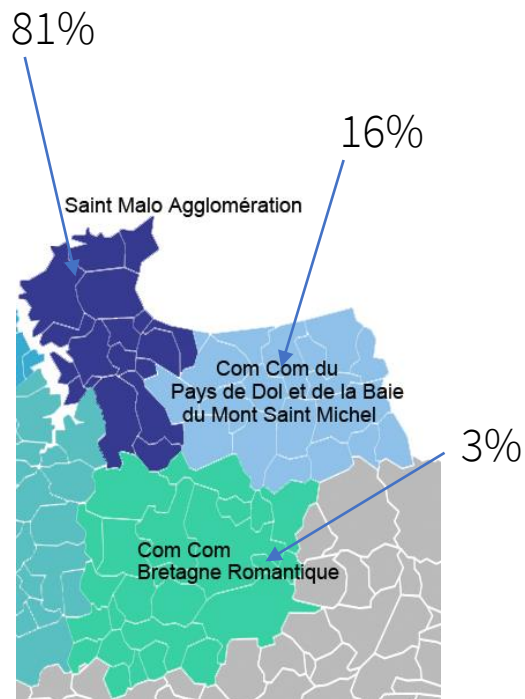 81%
16%
Saint Malo Agglomération
Com Com du
Pays de Dol et de la Baie
du Mont Saint Michel
3%
Com Com
Bretagne Romantique